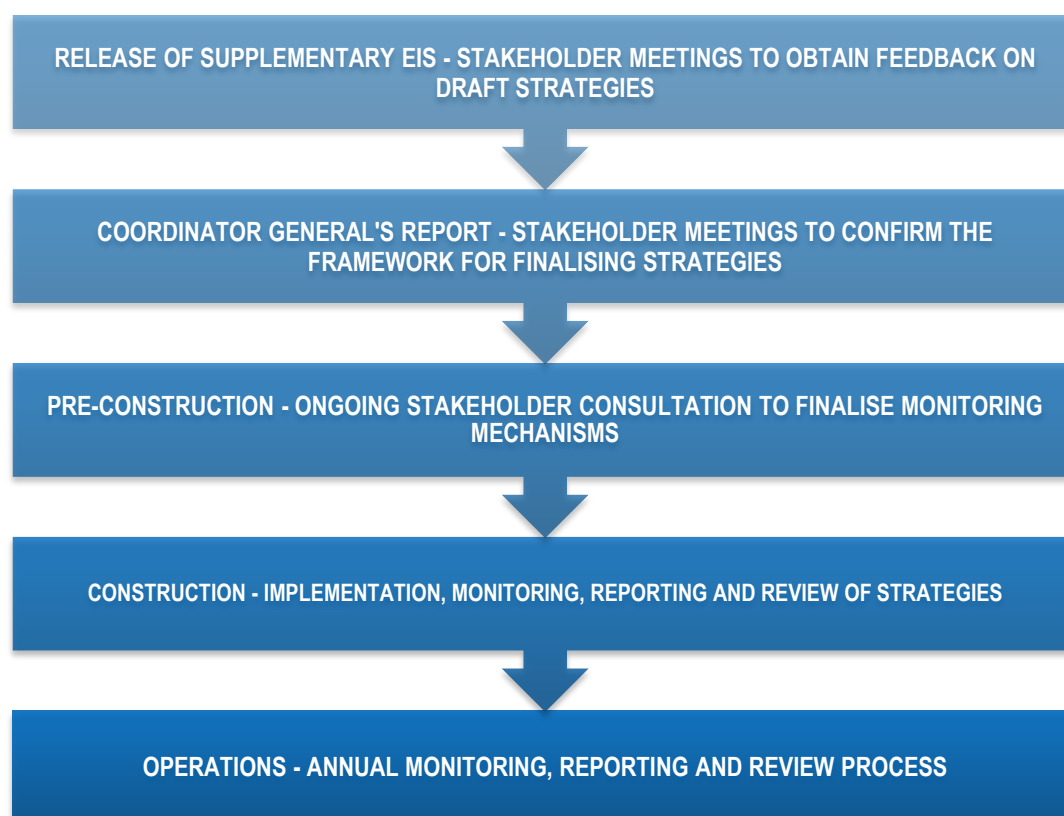 RELEASE OF SUPPLEMENTARY EIS - STAKEHOLDER MEETINGS TO OBTAIN FEEDBACK ON
DRAFT STRATEGIES
COORDINATOR GENERAL'S REPORT - STAKEHOLDER MEETINGS TO CONFIRM THE
FRAMEWORK FOR FINALISING STRATEGIES
PRE-CONSTRUCTION - ONGOING STAKEHOLDER CONSULTATION TO FINALISE MONITORING
MECHANISMS
CONSTRUCTION - IMPLEMENTATION, MONITORING, REPORTING AND REVIEW OF STRATEGIES
OPERATIONS - ANNUAL MONITORING, REPORTING AND REVIEW PROCESS